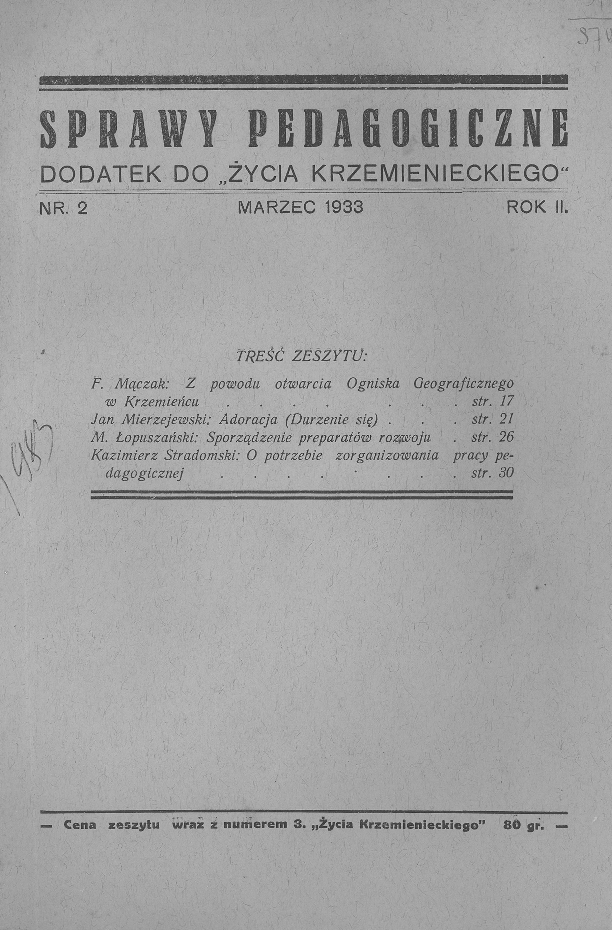 SPRAWY PEDAGOGICZNE
DODATEK DO „ŻYCIA KRZEMIENIECKIEGO“
NR. 2 MARZEC 1933 ROK II.
TREŚĆ ZESZYTU:
F. Mączak: Z powodu otwarcia Ogniska Geograficznego
w Krzemieńcu . . . . . . . . str. 17
Jan Mierzejewski: Adoracja (Durzenie się) . . . str. 21
M. Łopuszański: Sporządzenie preparatów rozwoju . str. 26
Kazimierz Stradomski: O potrzebie zorganizowania pracy pe-
dagogicznej . . . . . . . . str. 30
— Cena zeszytu wraz z numerem 3. „Życia Krzemienieckiego" 80 gr. —